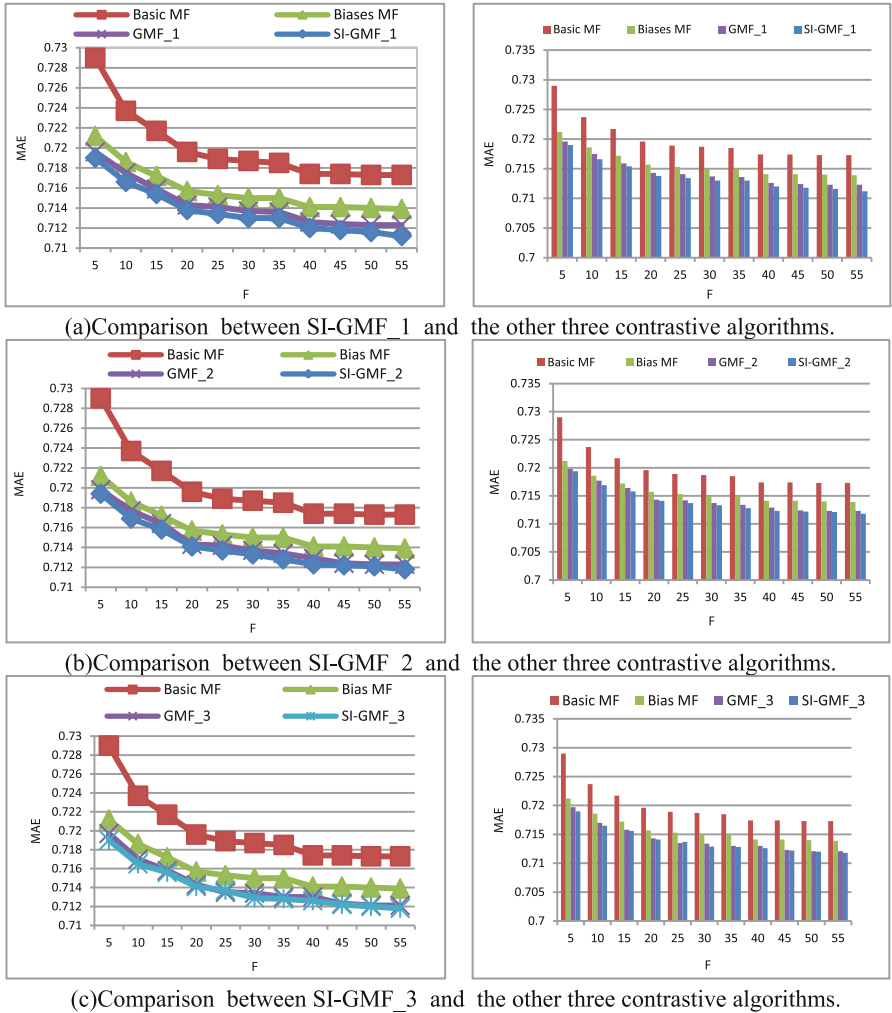 Basic MF Biases MF
GMF_1 SI-GMF_1
0.73
0.728
0.726
0.724
0.722
0.72
0.718
0.716
0.714
0.712
0.71
MAE
5 10 15 20 25 30 35 40 45 50 55
F
Basic MF Biases MF GMF_1 SI-GMF_1
0.735
0.73
0.725
0.72
0.715
0.71
0.705
0.7
MAE
5 10 15 20 25 30 35 40 45 50 55
F
(a)Comparison between SI-GMF_1 and the other three contrastive algorithms.
Basic MF Bias MF
GMF_2 SI-GMF_2
0.73
0.728
0.726
0.724
0.722
0.72
0.718
0.716
0.714
0.712
0.71
MAE
5 10 15 20 25 30 35 40 45 50 55
F
Basic MF Bias MF GMF_2 SI-GMF_2
0.735
0.73
0.725
0.72
0.715
0.71
0.705
0.7
MAE
5 10 15 20 25 30 35 40 45 50 55
F
(b)Comparison between SI-GMF_2 and the other three contrastive algorithms.
Basic MF Bias MF
GMF_3 SI-GMF_3
0.73
0.728
0.726
0.724
0.722
0.72
0.718
0.716
0.714
0.712
0.71
MAE
5 10 15 20 25 30 35 40 45 50 55
F
Basic MF Bias MF GMF_3 SI-GMF_3
0.735
0.73
0.725
0.72
0.715
0.71
0.705
0.7
MAE
5 10 15 20 25 30 35 40 45 50 55
F
(c)Comparison between SI-GMF_3 and the other three contrastive algorithms.